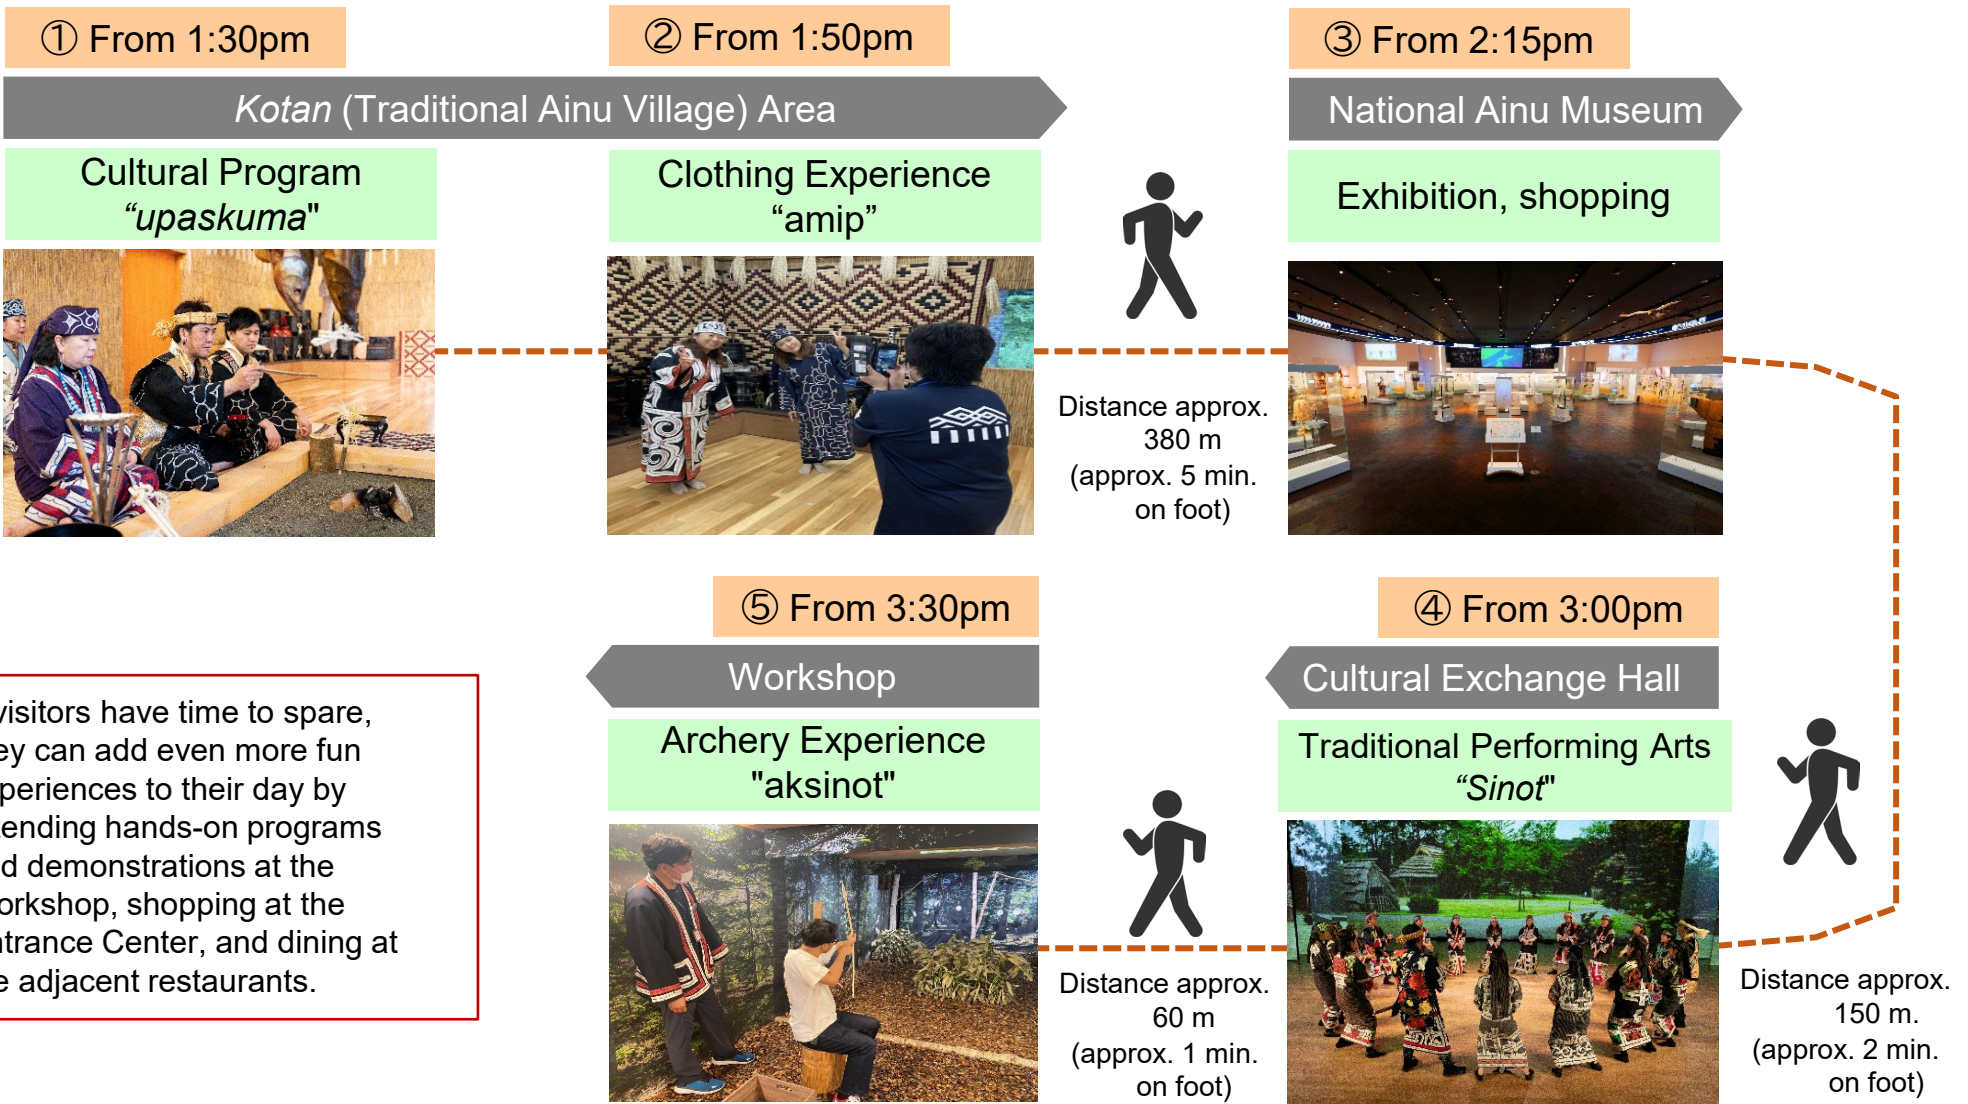 ① From 1:30pm
② From 1:50pm
③ From 2:15pm
Kotan (Traditional Ainu Village) Area
National Ainu Museum
Cultural Program
“upaskuma"
Clothing Experience
“amip”
Exhibition, shopping
Distance approx.
380 m
(approx. 5 min.
on foot)
⑤ From 3:30pm
④ From 3:00pm
Workshop
Cultural Exchange Hall
Archery Experience
"aksinot"
Traditional Performing Arts
“Sinot"
visitors have time to spare,
ey can add even more fun
periences to their day by
tending hands-on programs
d demonstrations at the
orkshop, shopping at the
ntrance Center, and dining at
e adjacent restaurants.
Distance approx.
60 m
(approx. 1 min.
on foot)
Distance approx.
150 m.
(approx. 2 min.
on foot)